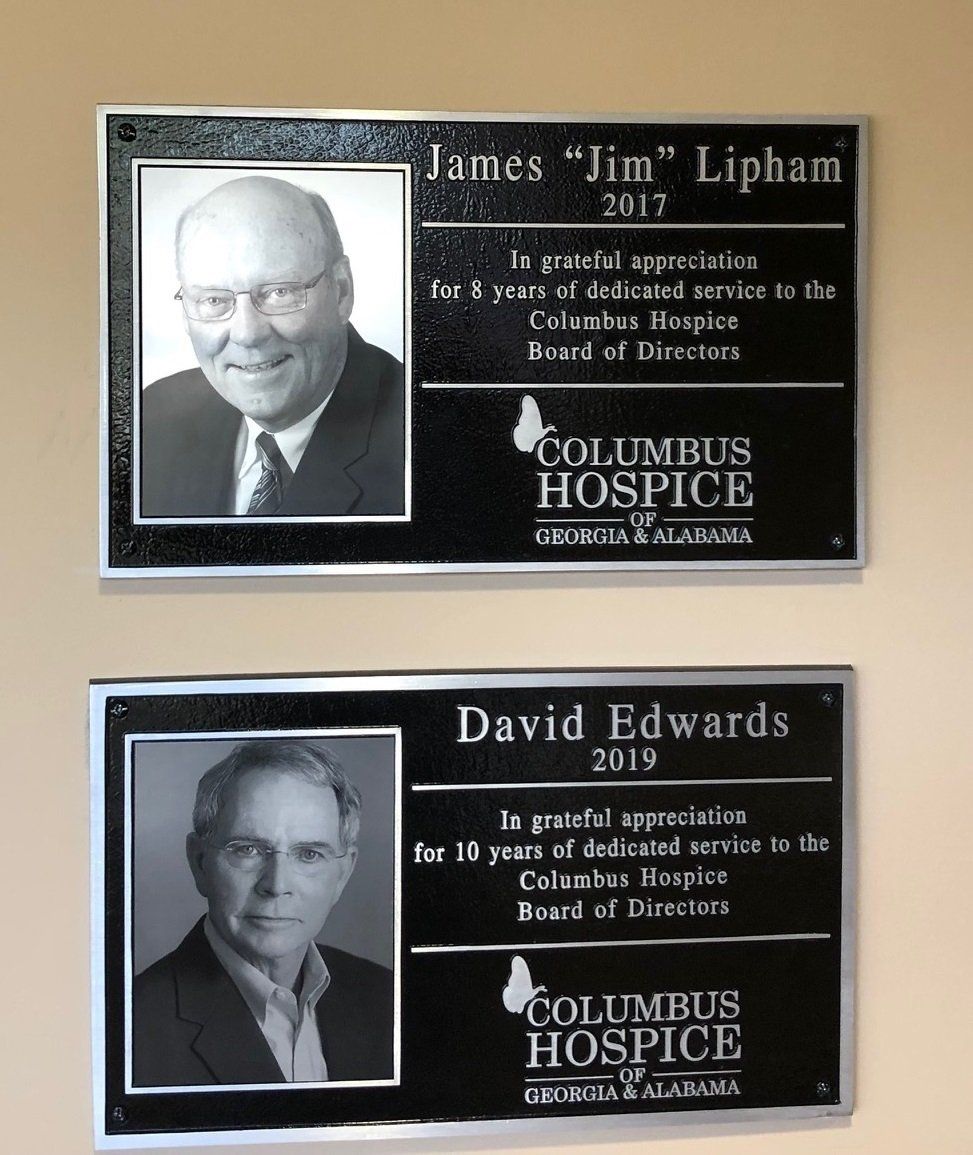 James “Jim” Lipham
2017
In grateful appreciation
for 8 years of dedicated service to the
Columbus Hospice
Board of Directors
COLUMBUS
HOSPICE
OF
GEORGIA & ALABAMA
David Edwards
2019
In grateful appreciation
for 10 years of dedicated service to the
Columbus Hospice
Board of Directors
COLUMBUS
HOSPICE
OF
GEORGIA & ALABAMA